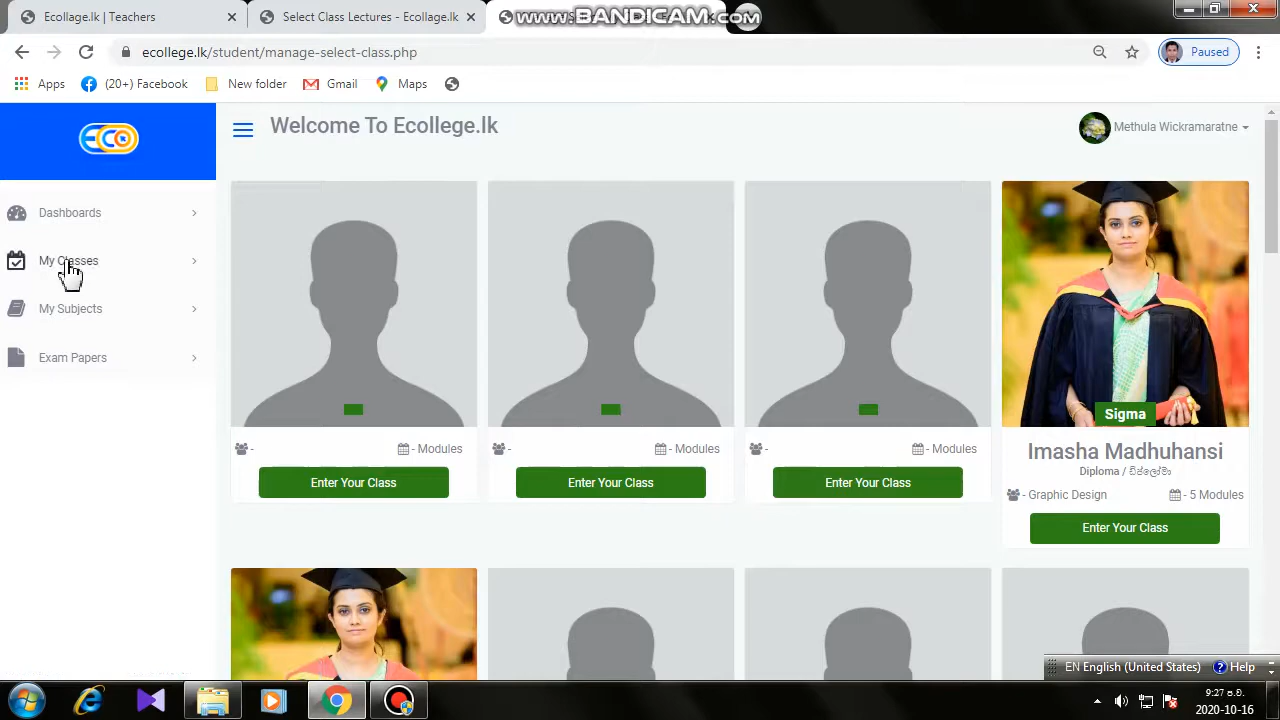 Ecollage.lk | Teachers
Select Class Lectures - Ecollage.lk
www.BANDICAM.com
ecollege.lk/student/manage-select-class.php
Paused
Apps
(20+) Facebook
New folder
Gmail
Maps
ECO
Welcome To Ecollege.lk
Methula Wickramaratne
Dashboards
My Classes
My Subjects
Exam Papers
Sigma
- - Modules
- - Modules
- - Modules
Imasha Madhuhansi
Diploma / ඩිප්ලෝමා
- Graphic Design - 5 Modules
Enter Your Class
Enter Your Class
Enter Your Class
Enter Your Class
EN English (United States)
Help
9:27 ප.ව.
2020-10-16